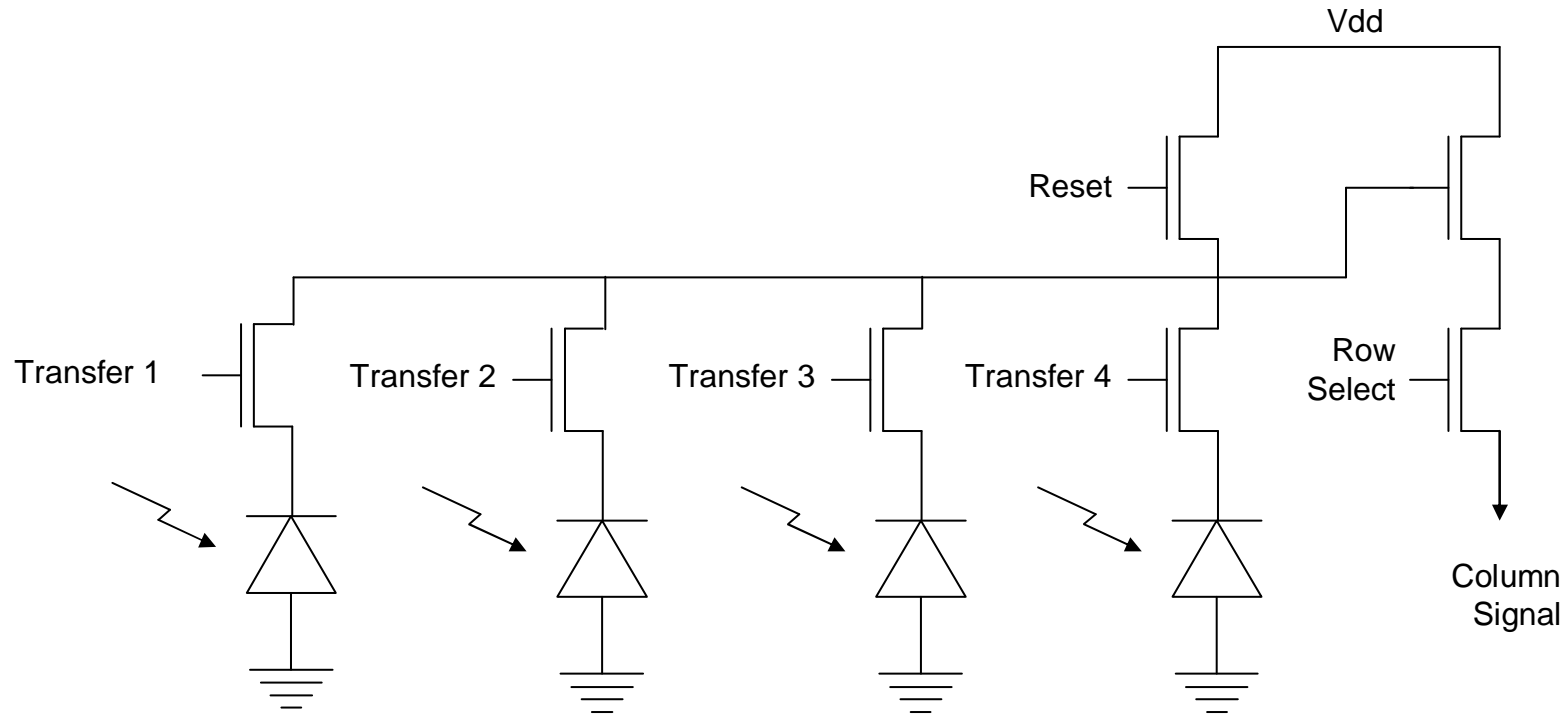 Vdd
Reset
Transfer 1
Transfer 2
Transfer 3
Transfer 4
Row
Select
Column
Signal